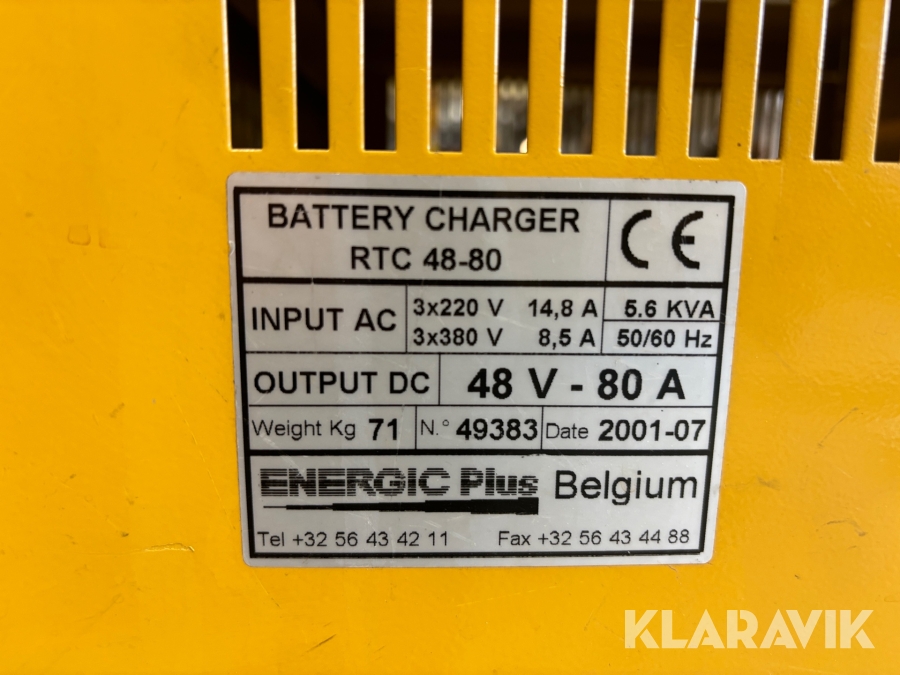 BATTERY CHARGER
RTC 48-80
CE
INPUT AC
3x220 V 14,8 A 5.6 KVA
3x380 V 8,5 A 50/60 Hz
OUTPUT DC 48 V - 80 A
Weight Kg 71 N.° 49383 Date 2001-07
ENERGIC Plus Belgium
Tel +32 56 43 42 11 Fax +32 56 43 44 88
KLARAVIK